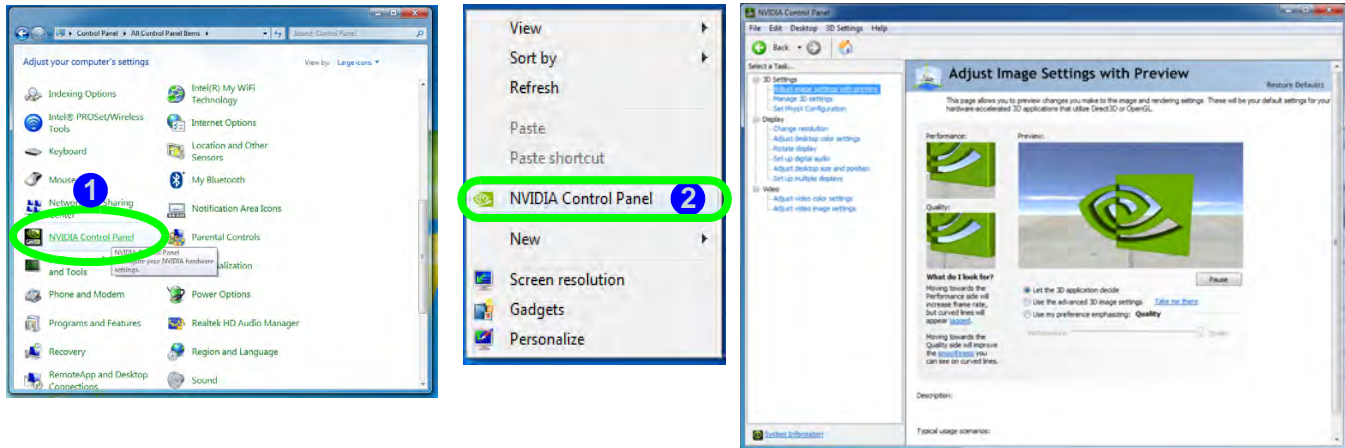 Control Panel ▸ All Control Panel Items ▸
Search Control Panel
Adjust your computer's settings
View by: Large icons
Indexing Options
Intel(R) My WiFi
Technology
Intel® PROSet/Wireless
Tools
Internet Options
Keyboard
Location and Other
Sensors
Mouse
1
My Bluetooth
Sharing
Notification Area Icons
NVIDIA Control Panel
Parental Controls
NVIDIA Control Panel
your NVIDIA hardware
settings.
and Tools
Phone and Modem
Power Options
Programs and Features
Realtek HD Audio Manager
Recovery
Region and Language
RemoteApp and Desktop
Connections
Sound
View
Sort by
Refresh
Paste
Paste shortcut
NVIDIA Control Panel
2
New
Screen resolution
Gadgets
Personalize
NVIDIA Control Panel
File Edit Desktop 3D Settings Help
Back
Select a Task...
3D Settings
Adjust image settings with preview
Manage 3D settings
Set PhysX Configuration
Display
Change resolution
Adjust desktop color settings
Rotate display
Set up digital audio
Adjust desktop size and position
Set up multiple displays
Video
Adjust video color settings
Adjust video image settings
System Information
Adjust Image Settings with Preview
Restore Defaults
This page allows you to preview changes you make to the image and rendering settings. These will be your default settings for your
hardware-accelerated 3D applications that utilize Direct3D or OpenGL.
Performance:
Preview:
Quality:
What do I look for?
Moving towards the
Performance side will
increase frame rate,
but curved lines will
appear jagged.
Moving towards the
Quality side will improve
the smoothness you
can see on curved lines.
Pause
Let the 3D application decide
Use the advanced 3D image settings Take me there
Use my preference emphasizing: Quality
Performance
Quality
Description:
Typical usage scenarios: